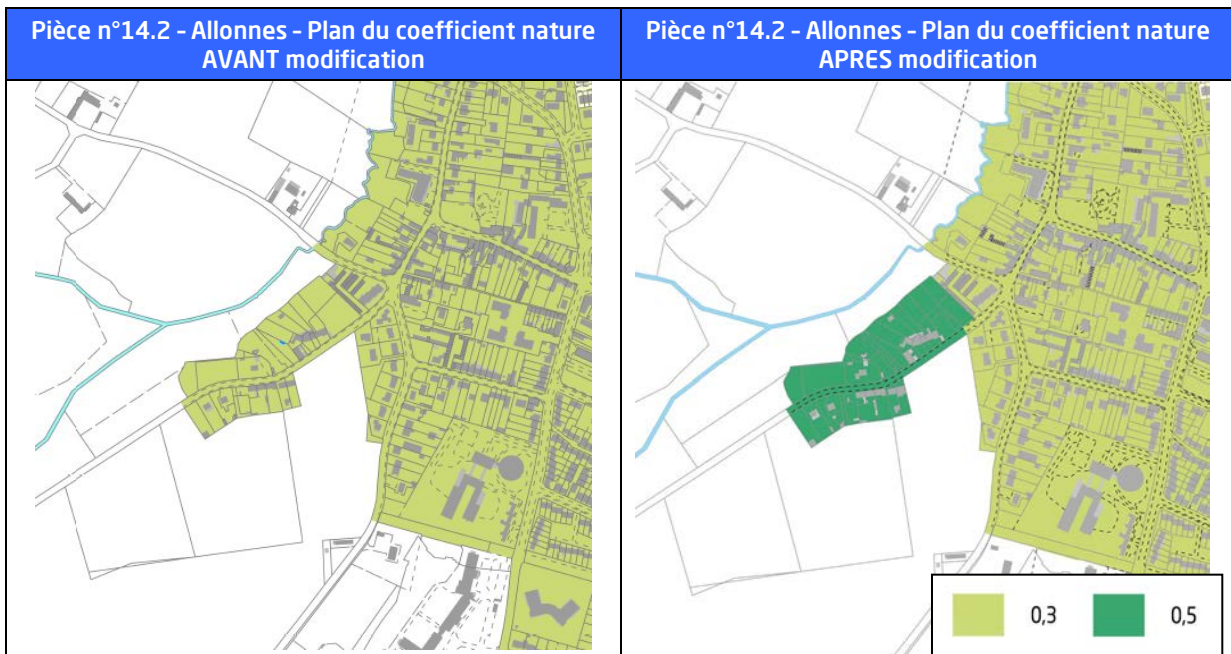 Pièce n°14.2 - Allonnes - Plan du coefficient nature
AVANT modification
Pièce n°14.2 - Allonnes - Plan du coefficient nature
APRES modification
0,3
0,5